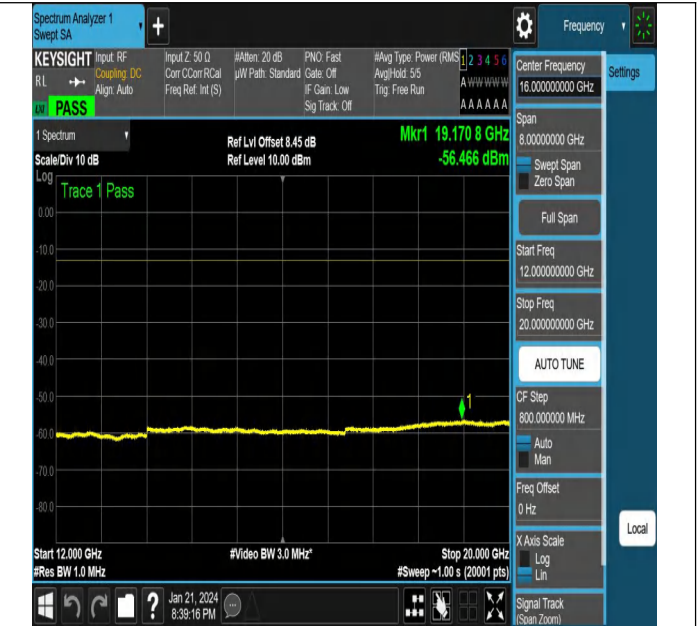 Spectrum Analyzer 1
Swept SA
+
Frequency
KEYSIGHT
RL
LXI PASS
Input: RF
Coupling: DC
Align: Auto
Input Z: 50 Ω
Corr CCorr RCal
Freq Ref: Int (S)
#Atten: 20 dB
µW Path: Standard
PNO: Fast
Gate: Off
IF Gain: Low
Sig Track: Off
#Avg Type: Power (RMS
Avg|Hold: 5/5
Trig: Free Run
1 2 3 4 5 6
A W W W W W
A A A A A A
1 Spectrum
Scale/Div 10 dB
Log
Ref Lvl Offset 8.45 dB
Ref Level 10.00 dBm
Mkr1 19.170 8 GHz
-56.466 dBm
Trace 1 Pass
0.00
-10.0
-20.0
-30.0
-40.0
-50.0
-60.0
-70.0
-80.0
1
Start 12.000 GHz
#Res BW 1.0 MHz
#Video BW 3.0 MHz*
Stop 20.000 GHz
#Sweep ~1.00 s (20001 pts)
Center Frequency
16.000000000 GHz
Settings
Span
8.00000000 GHz
Swept Span
Zero Span
Full Span
Start Freq
12.000000000 GHz
Stop Freq
20.000000000 GHz
AUTO TUNE
CF Step
800.000000 MHz
Auto
Man
Freq Offset
0 Hz
X Axis Scale
Log
Lin
Local
Signal Track
(Span Zoom)
?
Jan 21, 2024
8:39:16 PM